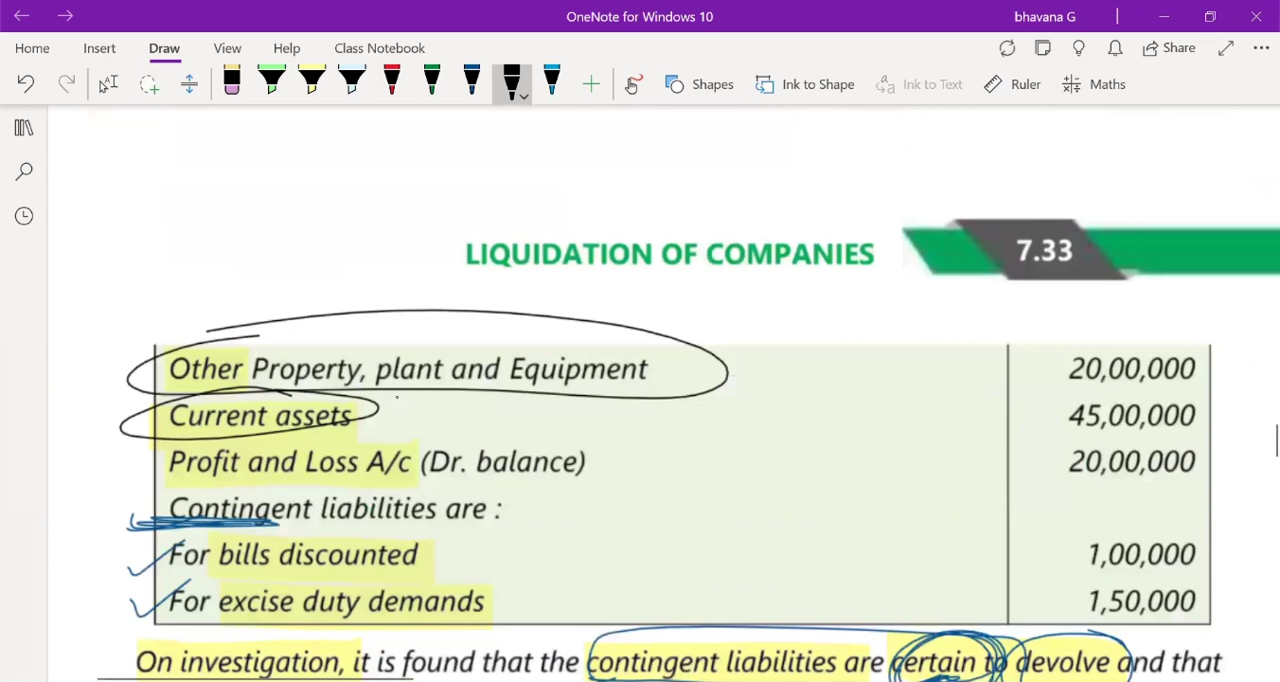 OneNote for Windows 10
bhavana G
Home Insert Draw View Help Class Notebook Share
Shapes Ink to Shape Ink to Text Ruler Maths
LIQUIDATION OF COMPANIES 7.33
Other Property, plant and Equipment 20,00,000
Current assets 45,00,000
Profit and Loss A/c (Dr. balance) 20,00,000
Contingent liabilities are :
For bills discounted 1,00,000
For excise duty demands 1,50,000
On investigation, it is found that the contingent liabilities are certain to devolve and that